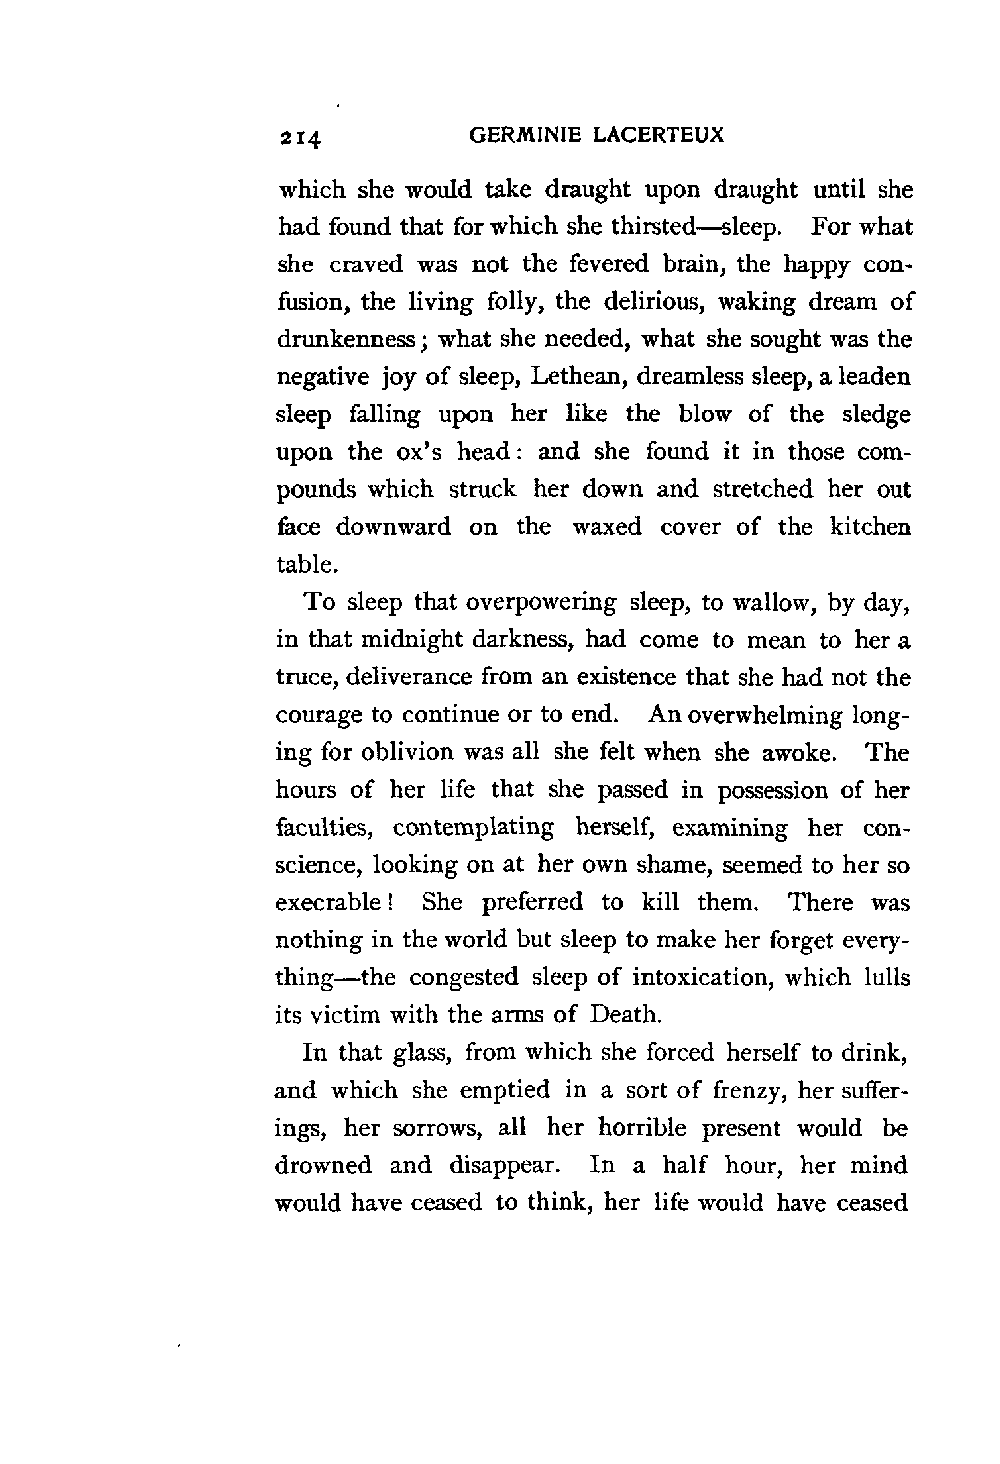 214 GERMINIE LACERTEUX
which she would take draught upon draught until she
had found that for which she thirsted—sleep. For what
she craved was not the fevered brain, the happy con-
fusion, the living folly, the delirious, waking dream of
drunkenness; what she needed, what she sought was the
negative joy of sleep, Lethean, dreamless sleep, a leaden
sleep falling upon her like the blow of the sledge
upon the ox's head: and she found it in those com-
pounds which struck her down and stretched her out
face downward on the waxed cover of the kitchen
table.
To sleep that overpowering sleep, to wallow, by day,
in that midnight darkness, had come to mean to her a
truce, deliverance from an existence that she had not the
courage to continue or to end. An overwhelming long-
ing for oblivion was all she felt when she awoke. The
hours of her life that she passed in possession of her
faculties, contemplating herself, examining her con-
science, looking on at her own shame, seemed to her so
execrable! She preferred to kill them. There was
nothing in the world but sleep to make her forget every-
thing—the congested sleep of intoxication, which lulls
its victim with the arms of Death.
In that glass, from which she forced herself to drink,
and which she emptied in a sort of frenzy, her suffer-
ings, her sorrows, all her horrible present would be
drowned and disappear. In a half hour, her mind
would have ceased to think, her life would have ceased